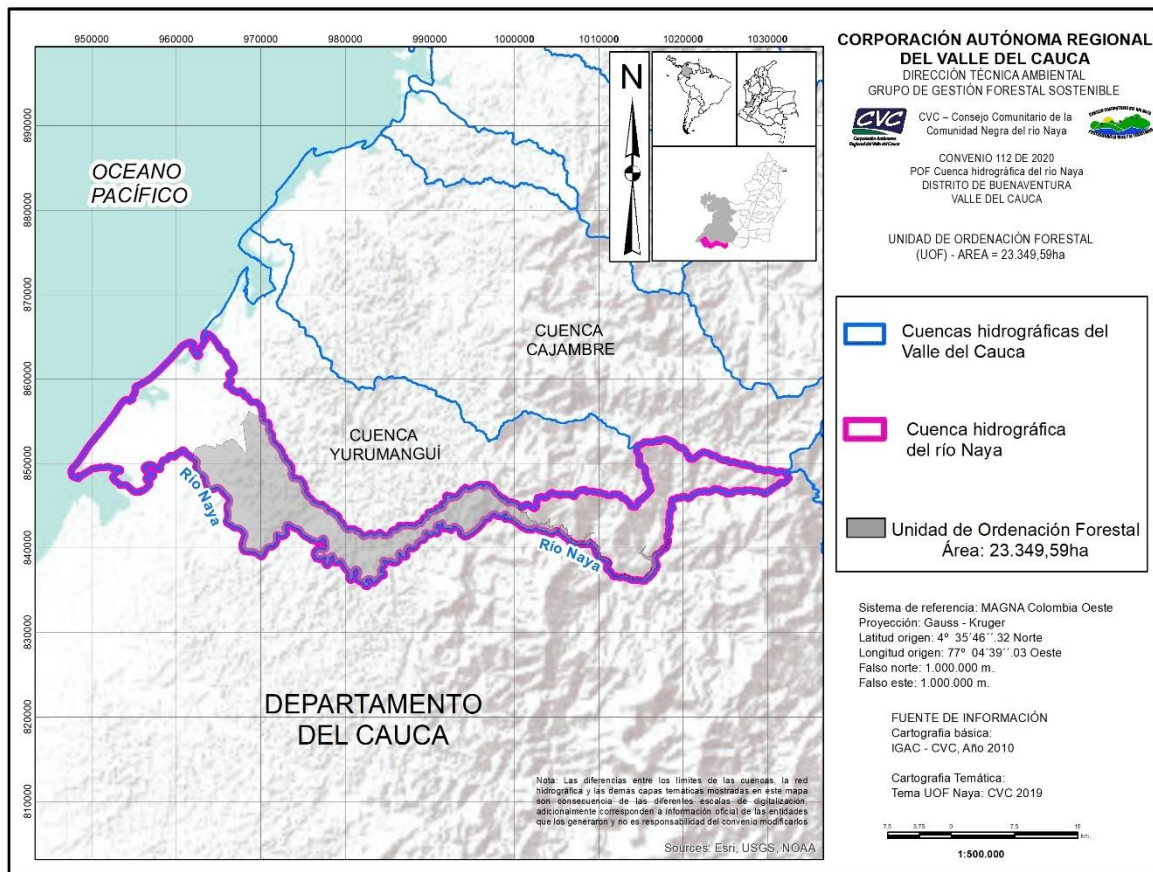 950000 960000 970000 980000 990000 1000000 1010000 1020000 1030000
890000
880000
870000
860000
850000
840000
830000
820000
810000
OCEANO
PACÍFICO
N
CUENCA
CAJAMBRE
CUENCA
YURUMANGUÍ
Río Naya
Río Naya
DEPARTAMENTO
DEL CAUCA
Nota: Las diferencias entre los límites de las cuencas, la red
hidrográfica y las demás capas temáticas mostradas en este mapa
son consecuencia de las diferentes escalas de digitalización,
adicionalmente corresponden a información oficial de las entidades
que los generaron y no es responsabilidad del convenio modificarlos
Sources: Esri, USGS, NOAA
CORPORACIÓN AUTÓNOMA REGIONAL
DEL VALLE DEL CAUCA
DIRECCIÓN TÉCNICA AMBIENTAL
GRUPO DE GESTIÓN FORESTAL SOSTENIBLE
CVC
Corporación Autónoma
Regional del Valle del Cauca
CVC – Consejo Comunitario de la
Comunidad Negra del río Naya
CONVENIO 112 DE 2020
POF Cuenca hidrográfica del río Naya
DISTRITO DE BUENAVENTURA
VALLE DEL CAUCA
UNIDAD DE ORDENACIÓN FORESTAL
(UOF) - AREA = 23.349,59ha
Cuencas hidrográficas del
Valle del Cauca
Cuenca hidrográfica
del río Naya
Unidad de Ordenación Forestal
Área: 23.349,59ha
Sistema de referencia: MAGNA Colombia Oeste
Proyección: Gauss - Kruger
Latitud origen: 4º 35´46´´.32 Norte
Longitud origen: 77º 04´39´´.03 Oeste
Falso norte: 1.000.000 m.
Falso este: 1.000.000 m.
FUENTE DE INFORMACIÓN
Cartografía básica:
IGAC - CVC, Año 2010
Cartografia Temática:
Tema UOF Naya: CVC 2019
7,5 3,75 0 7,5 15
km.
1:500.000